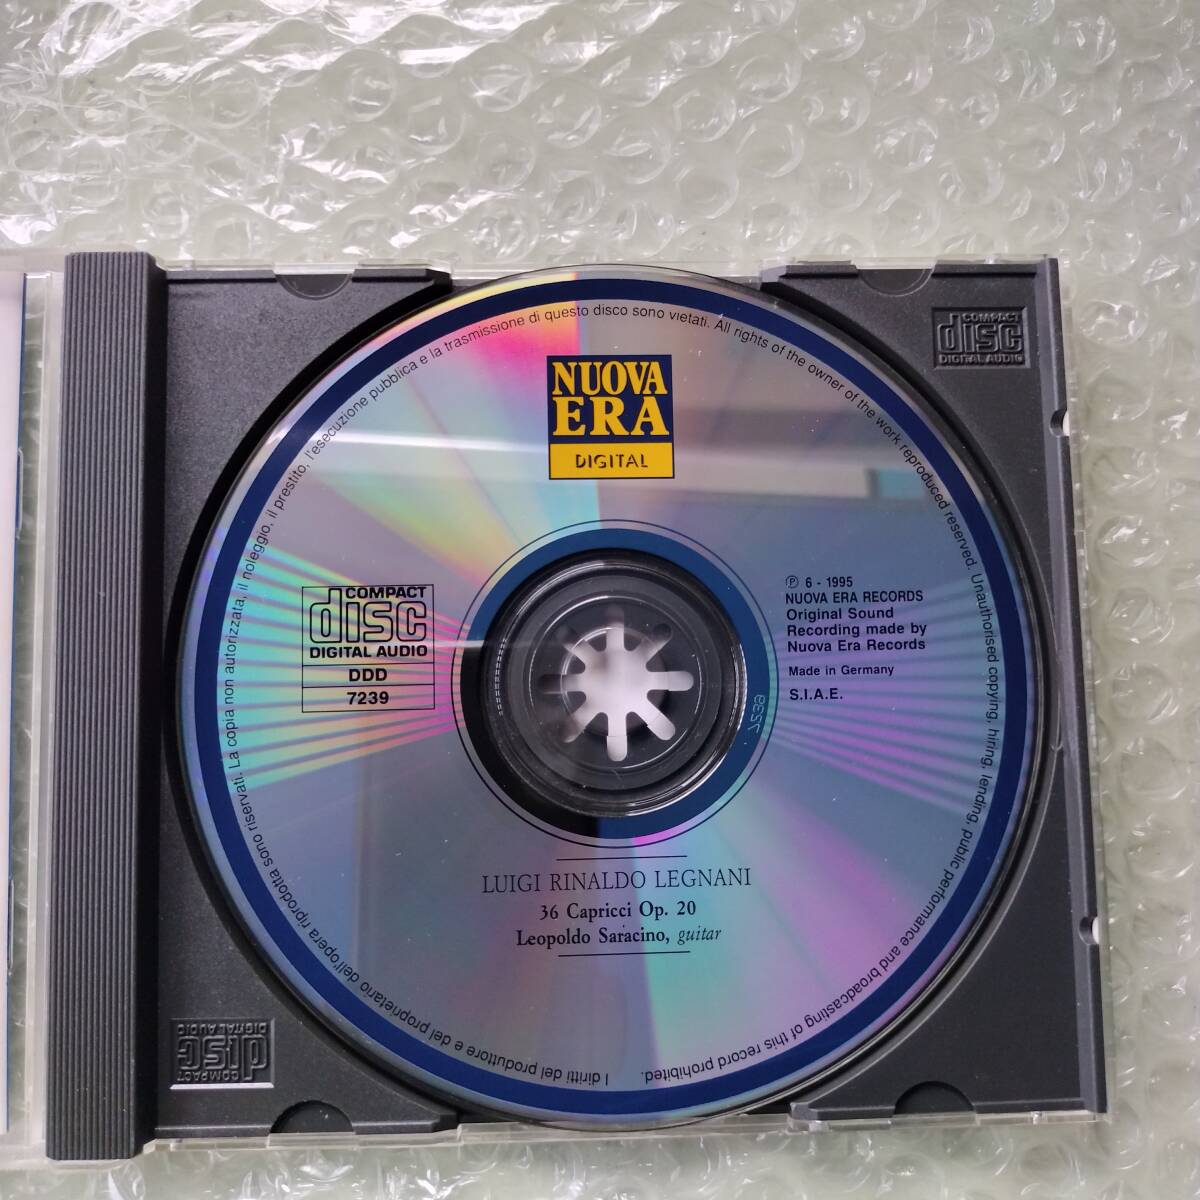 I diritti del produttore e del proprietario dell'opera riprodotta sono riservati. La copia non autorizzata, il noleggio, il prestito, l'esecuzione pubblica e la trasmissione di questo disco sono vietati. All rights of the owner of the work reproduced reserved. Unauthorised copying, hiring, lending, public performance and broadcasting of this record prohibited.
NUOVA
ERA
DIGITAL
COMPACT
disc
DIGITAL AUDIO
DDD
7239
℗ 6 - 1995
NUOVA ERA RECORDS
Original Sound
Recording made by
Nuova Era Records
Made in Germany
S.I.A.E.
LUIGI RINALDO LEGNANI
36 Capricci Op. 20
Leopoldo Saracino, guitar
COMPACT
disc
DIGITAL AUDIO
COMPACT
disc
DIGITAL AUDIO